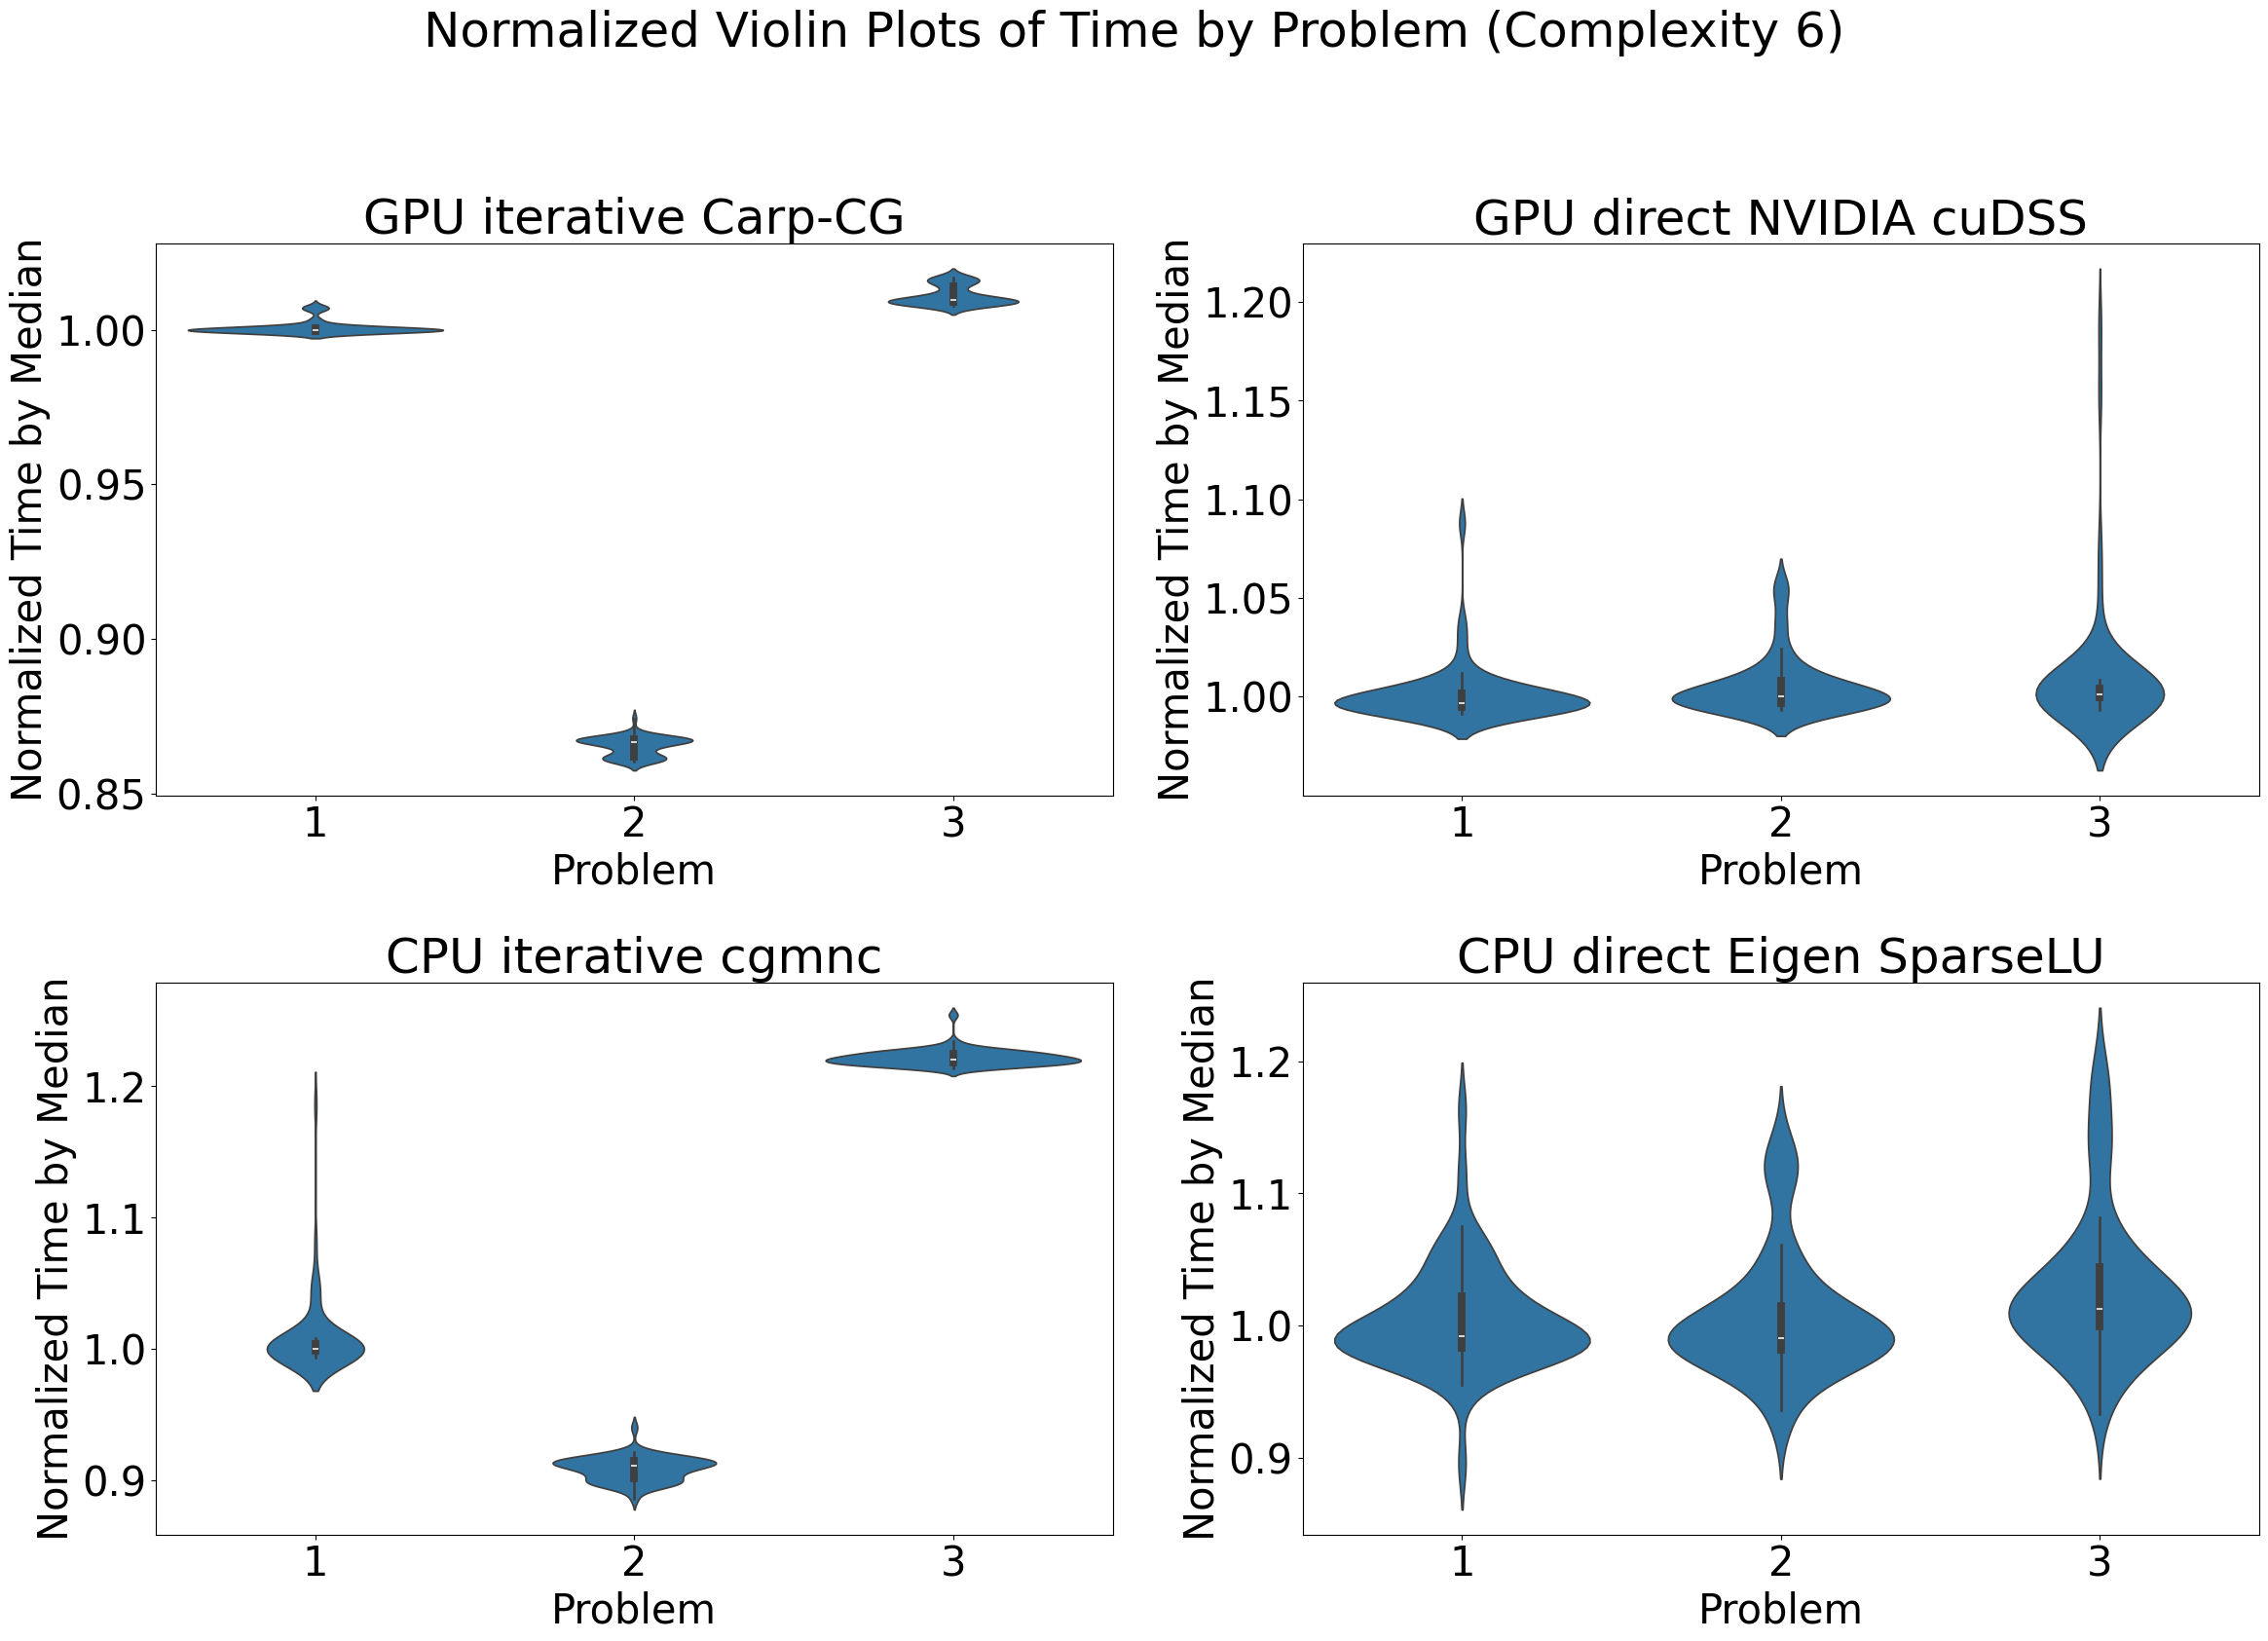 Normalized Violin Plots of Time by Problem (Complexity 6)
GPU iterative Carp-CG
Normalized Time by Median
1.00
0.95
0.90
0.85
1 2 3
Problem
GPU direct NVIDIA cuDSS
Normalized Time by Median
1.20
1.15
1.10
1.05
1.00
1 2 3
Problem
CPU iterative cgmnc
Normalized Time by Median
1.2
1.1
1.0
0.9
1 2 3
Problem
CPU direct Eigen SparseLU
Normalized Time by Median
1.2
1.1
1.0
0.9
1 2 3
Problem